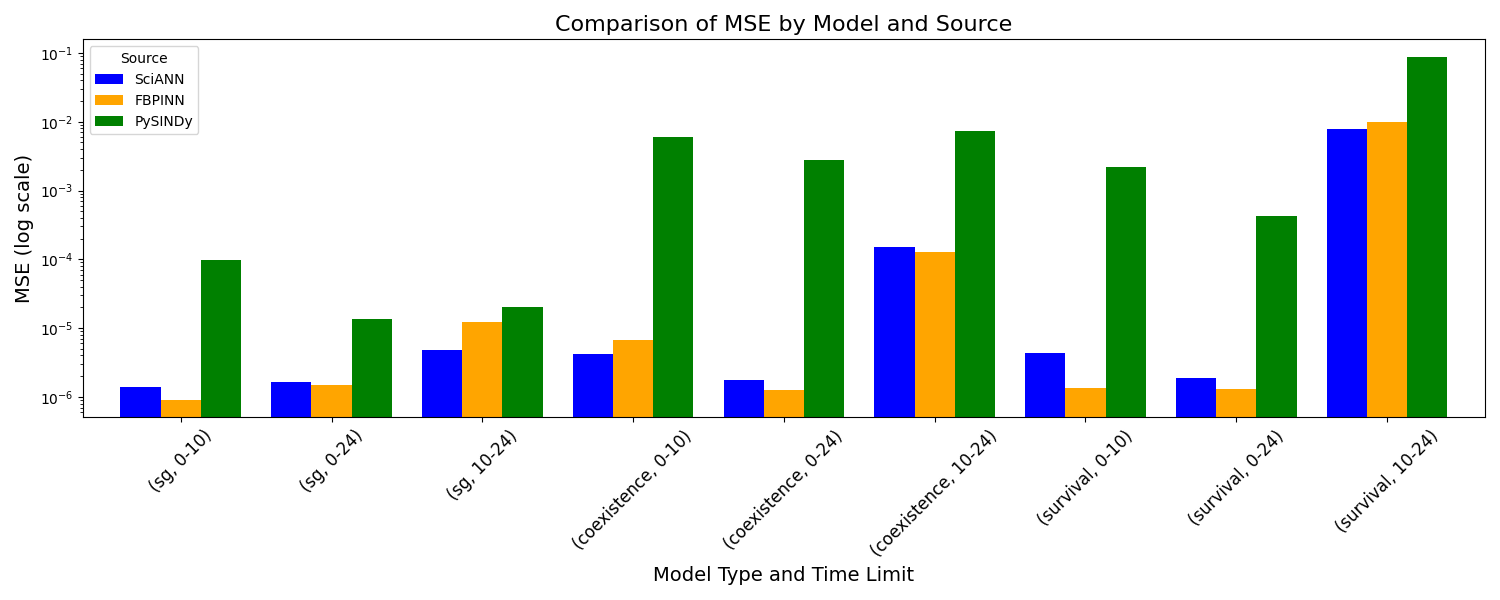 Comparison of MSE by Model and Source
MSE (log scale)
10⁻¹
10⁻²
10⁻³
10⁻⁴
10⁻⁵
10⁻⁶
Source
SciANN
FBPINN
PySINDy
(sg, 0-10)
(sg, 0-24)
(sg, 10-24)
(coexistence, 0-10)
(coexistence, 0-24)
(coexistence, 10-24)
(survival, 0-10)
(survival, 0-24)
(survival, 10-24)
Model Type and Time Limit